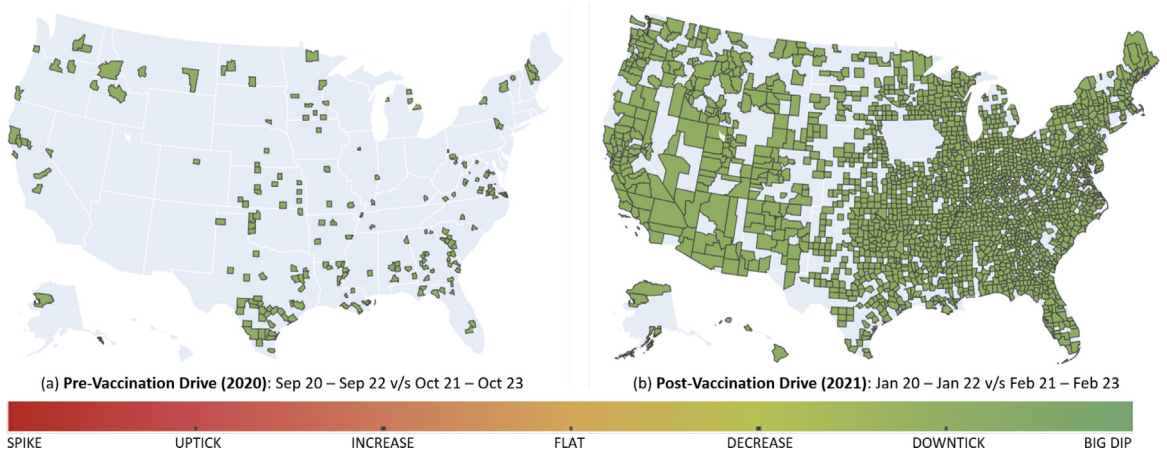 (a) Pre-Vaccination Drive (2020): Sep 20 – Sep 22 v/s Oct 21 – Oct 23
(b) Post-Vaccination Drive (2021): Jan 20 – Jan 22 v/s Feb 21 – Feb 23
SPIKE UPTICK INCREASE FLAT DECREASE DOWNTICK BIG DIP